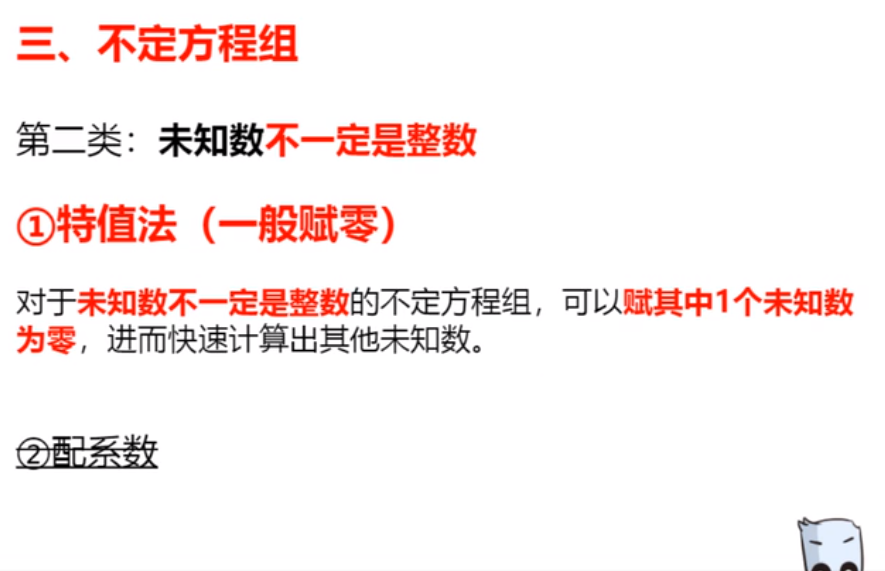 三、不定方程组
第二类：未知数不一定是整数
①特值法（一般赋零）
对于未知数不一定是整数的不定方程组，可以赋其中1个未知数
为零，进而快速计算出其他未知数。
②配系数